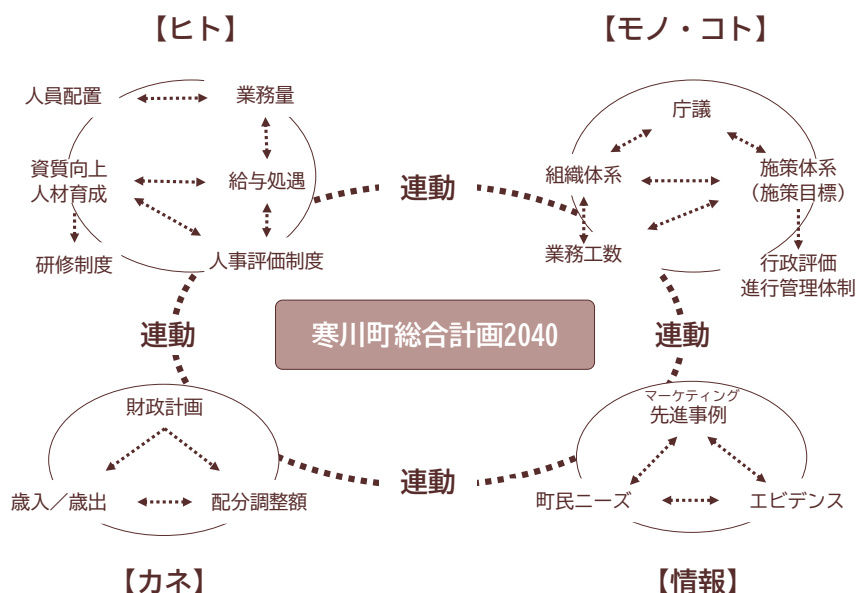 【ヒト】
【モノ・コト】
人員配置
業務量
資質向上
人材育成
給与処遇
研修制度
人事評価制度
庁議
組織体系
施策体系
（施策目標）
業務工数
行政評価
進行管理体制
連動
連動
寒川町総合計画2040
連動
財政計画
歳入／歳出
配分調整額
連動
マーケティング
先進事例
町民ニーズ
エビデンス
【カネ】
【情報】